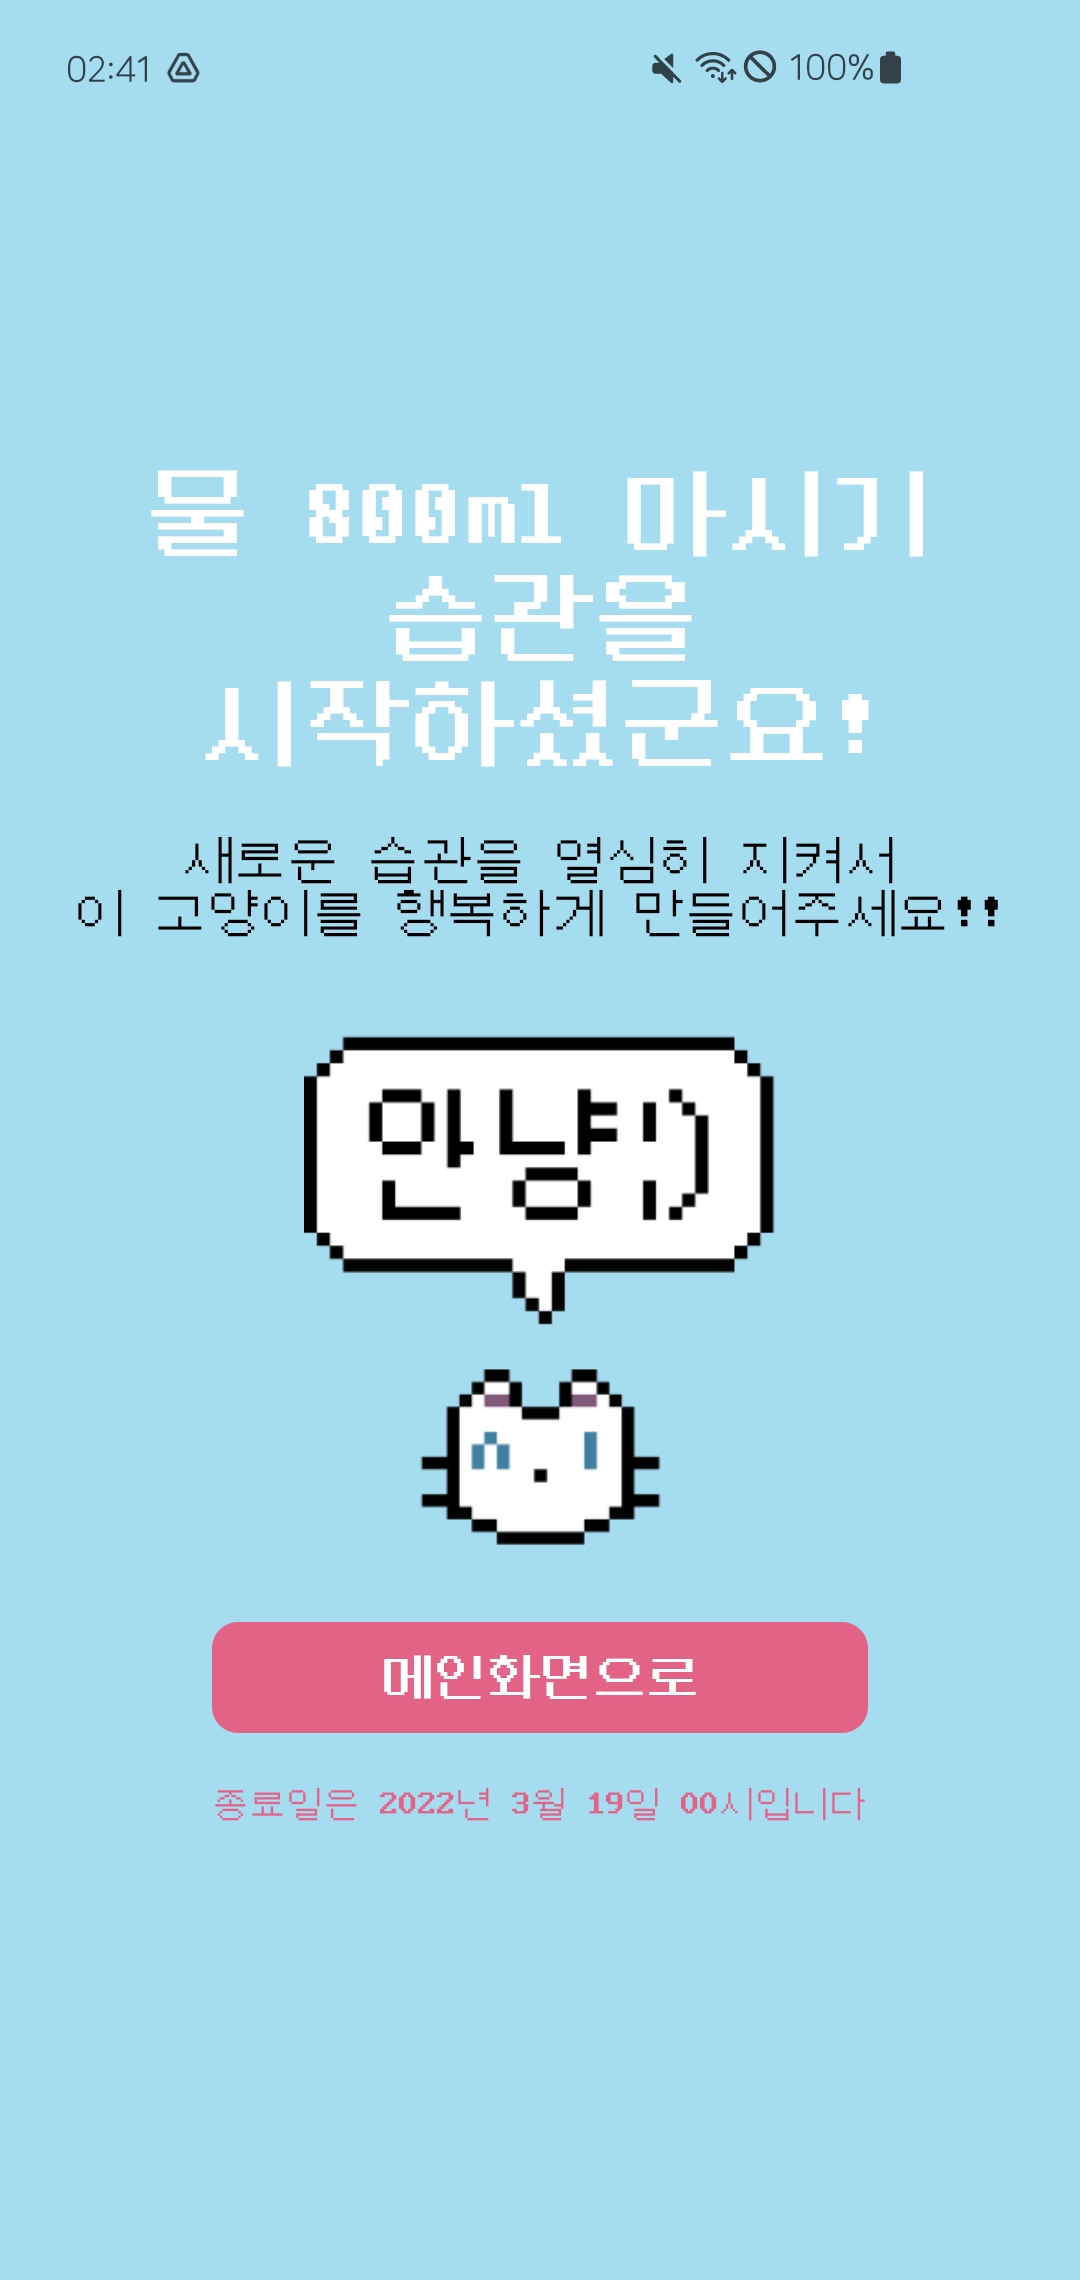 02:41
100%
물 800ml 마시기
습관을
시작하셨군요!
새로운 습관을 열심히 지켜서
이 고양이를 행복하게 만들어주세요!!
안녕:)
메인화면으로
종료일은 2022년 3월 19일 00시입니다